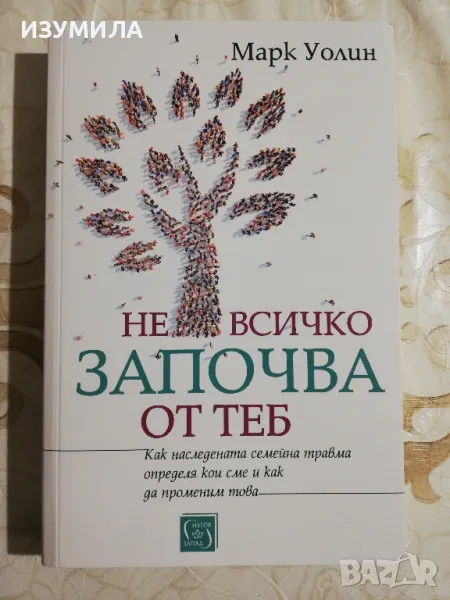 ИЗУМИЛА
Марк Уолин
НЕ ВСИЧКО
ЗАПОЧВА
ОТ ТЕБ
Как наследената семейна травма
определя кои сме и как
да променим това
ИЗТОК
ЗАПАД
BAZAR